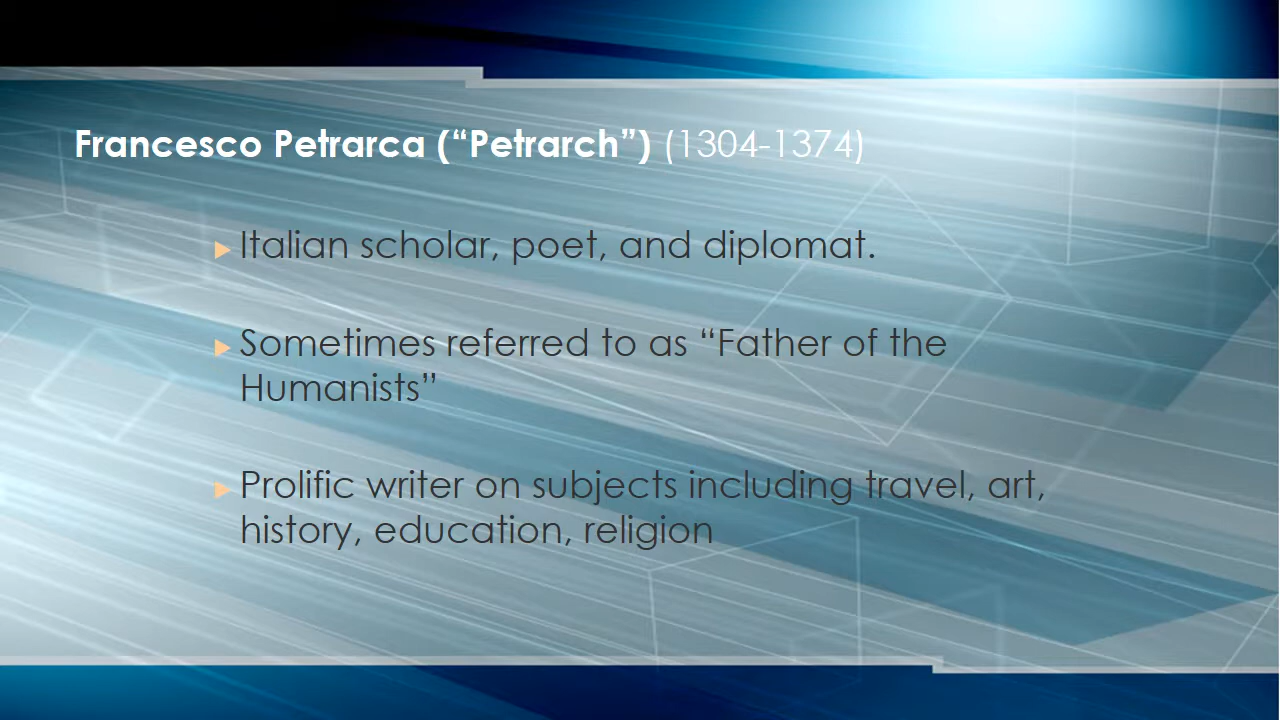 Francesco Petrarca (“Petrarch”) (1304-1374)
Italian scholar, poet, and diplomat.
Sometimes referred to as “Father of the
Humanists”
Prolific writer on subjects including travel, art,
history, education, religion